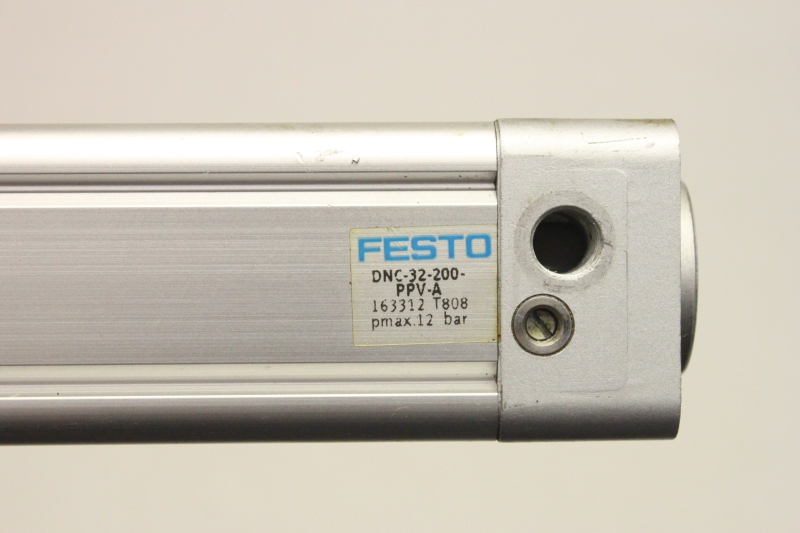 FESTO
DNC-32-200-
PPV-A
163312 T808
pmax.12 bar